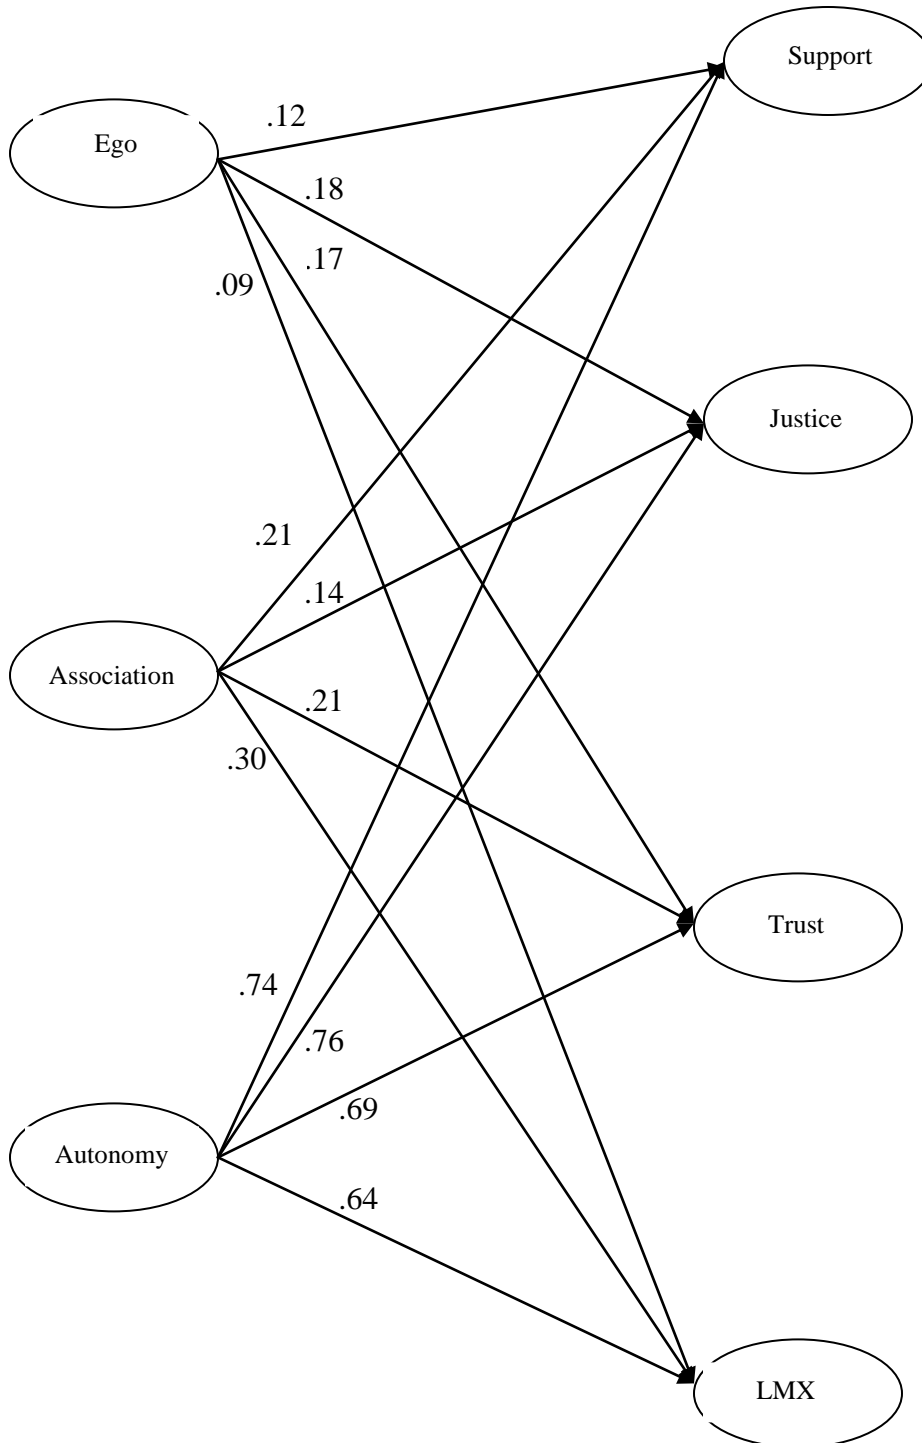 Support
.12
Ego
.18
.17
.09
Justice
.21
.14
Association
.21
.30
Trust
.74
.76
.69
Autonomy
.64
LMX